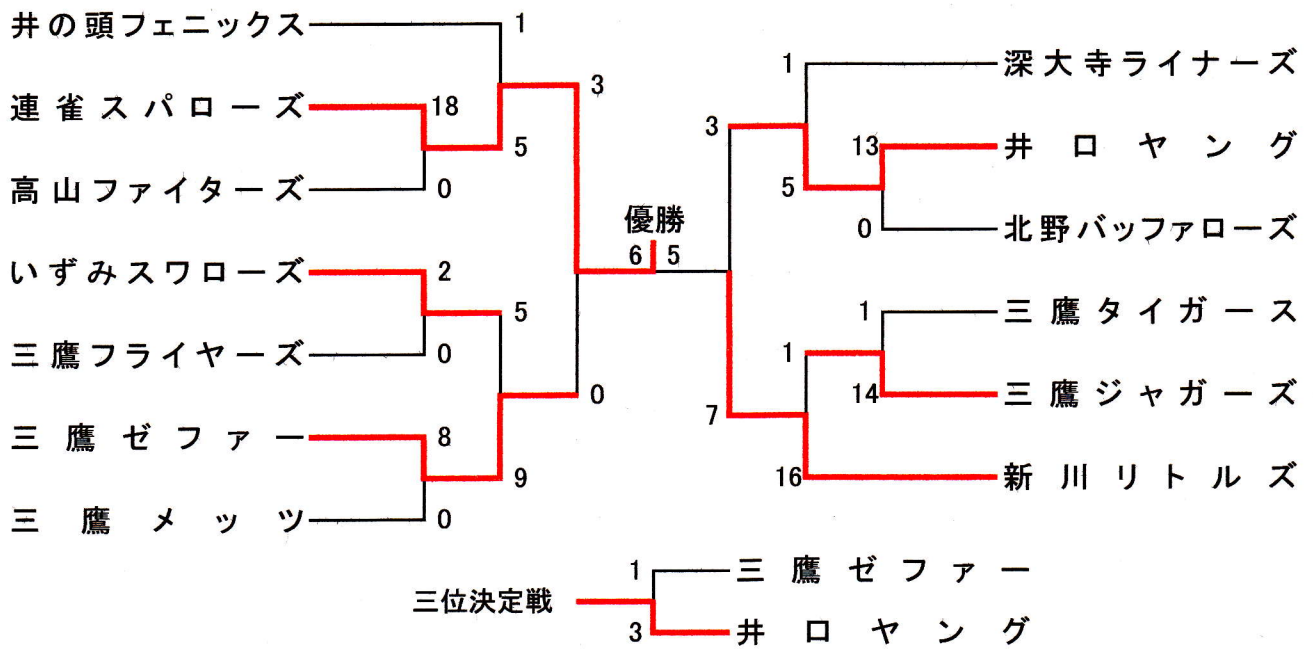 井の頭フェニックス
1
連雀スパローズ
18
3
5
高山ファイターズ
0
いずみスワローズ
2
5
三鷹フライヤーズ
0
0
三鷹ゼファー
8
9
三鷹メッツ
0
優勝
6 5
1
深大寺ライナーズ
3
13
井口ヤング
5
0
北野バッファローズ
1
三鷹タイガース
1
14
三鷹ジャガーズ
7
16
新川リトルズ
三位決定戦
1
三鷹ゼファー
3
井口ヤング